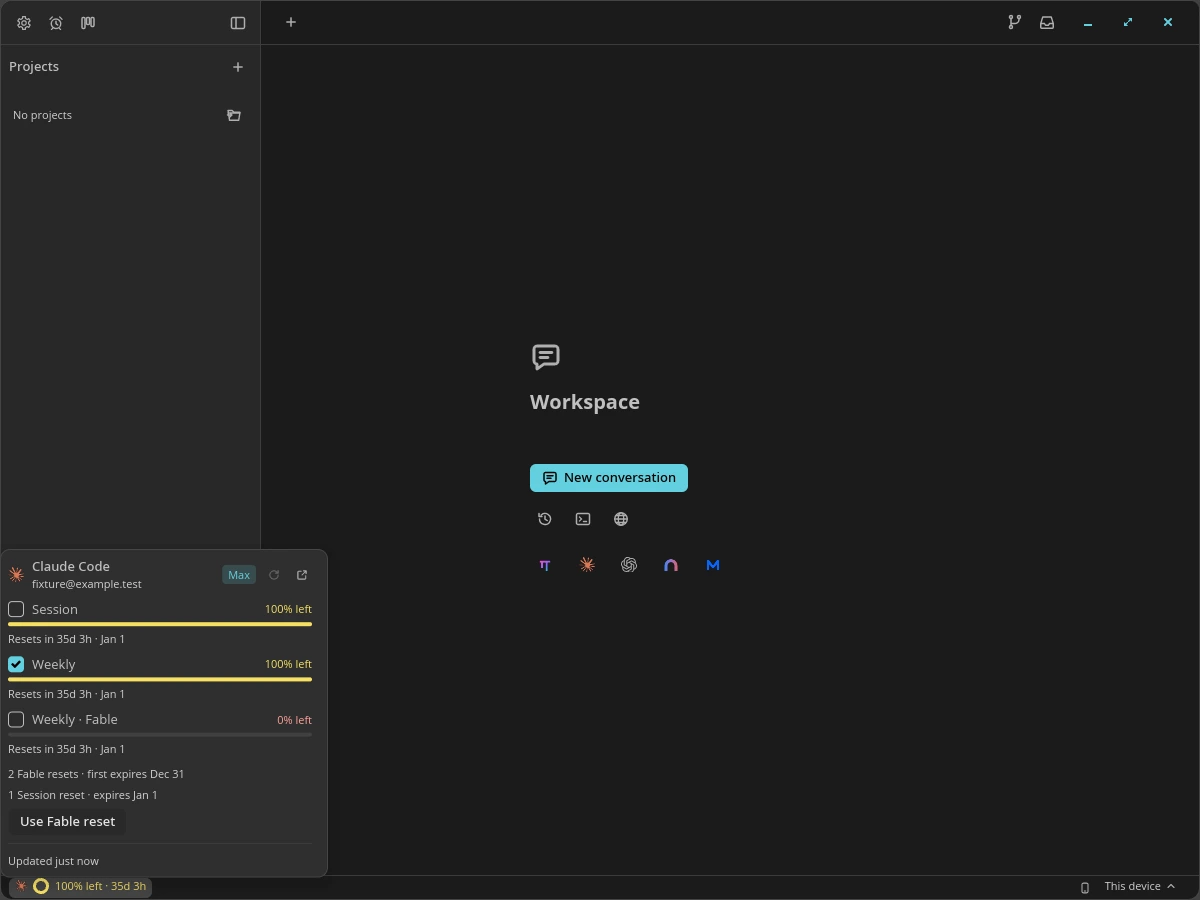 Projects
No projects
Workspace
New conversation
Claude Code
fixture@example.test
Max
Session
100% left
Resets in 35d 3h · Jan 1
Weekly
100% left
Resets in 35d 3h · Jan 1
Weekly · Fable
0% left
Resets in 35d 3h · Jan 1
2 Fable resets · first expires Dec 31
1 Session reset · expires Jan 1
Use Fable reset
Updated just now
100% left · 35d 3h
This device